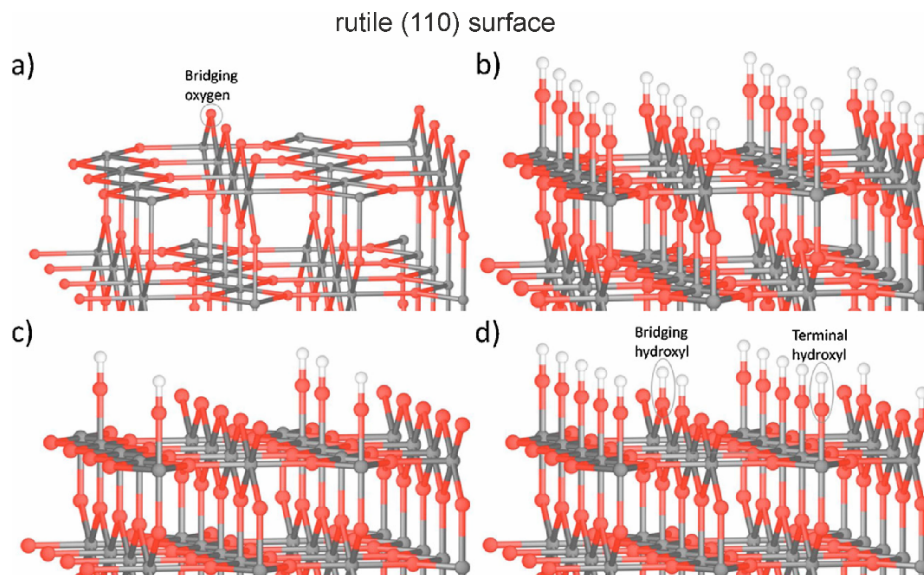 rutile (110) surface
a)
Bridging
oxygen
b)
c)
d)
Bridging
hydroxyl
Terminal
hydroxyl